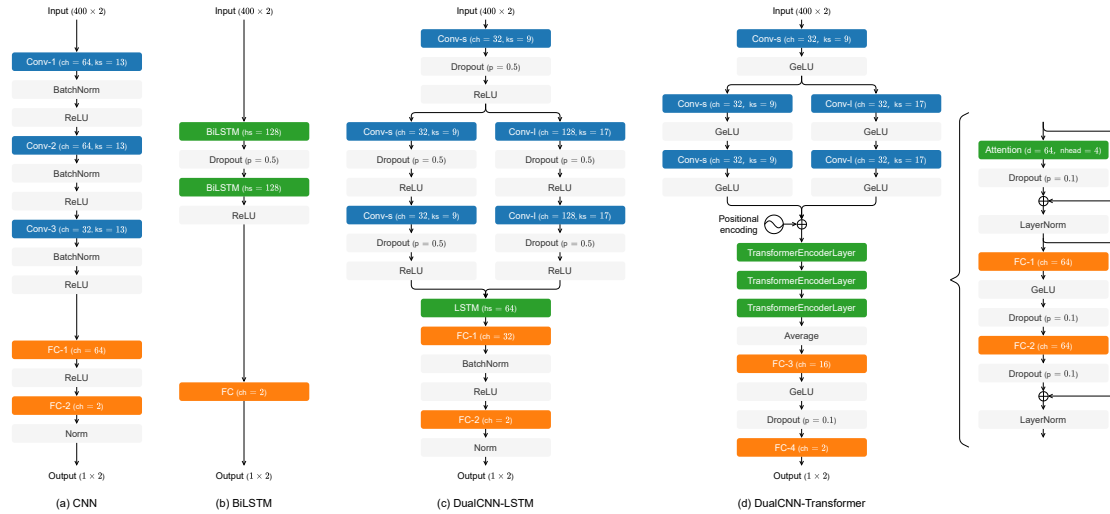 Input (400 × 2)
Conv-1 (ch = 64, ks = 13)
BatchNorm
ReLU
Conv-2 (ch = 64, ks = 13)
BatchNorm
ReLU
Conv-3 (ch = 32, ks = 13)
BatchNorm
ReLU
FC-1 (ch = 64)
ReLU
FC-2 (ch = 2)
Norm
Output (1 × 2)
(a) CNN
Input (400 × 2)
BiLSTM (hs = 128)
Dropout (p = 0.5)
BiLSTM (hs = 128)
ReLU
FC (ch = 2)
Output (1 × 2)
(b) BiLSTM
Input (400 × 2)
Conv-s (ch = 32, ks = 9)
Dropout (p = 0.5)
ReLU
Conv-s (ch = 32, ks = 9) Conv-l (ch = 128, ks = 17)
Dropout (p = 0.5) Dropout (p = 0.5)
ReLU ReLU
Conv-s (ch = 32, ks = 9) Conv-l (ch = 128, ks = 17)
Dropout (p = 0.5) Dropout (p = 0.5)
ReLU ReLU
LSTM (hs = 64)
FC-1 (ch = 32)
BatchNorm
ReLU
FC-2 (ch = 2)
Norm
Output (1 × 2)
(c) DualCNN-LSTM
Input (400 × 2)
Conv-s (ch = 32, ks = 9)
GeLU
Conv-s (ch = 32, ks = 9) Conv-l (ch = 32, ks = 17)
GeLU GeLU
Conv-s (ch = 32, ks = 9) Conv-l (ch = 32, ks = 17)
GeLU GeLU
Positional
encoding
TransformerEncoderLayer
TransformerEncoderLayer
TransformerEncoderLayer
Average
FC-3 (ch = 16)
GeLU
Dropout (p = 0.1)
FC-4 (ch = 2)
Output (1 × 2)
(d) DualCNN-Transformer
Attention (d = 64, nhead = 4)
Dropout (p = 0.1)
LayerNorm
FC-1 (ch = 64)
GeLU
Dropout (p = 0.1)
FC-2 (ch = 64)
Dropout (p = 0.1)
LayerNorm